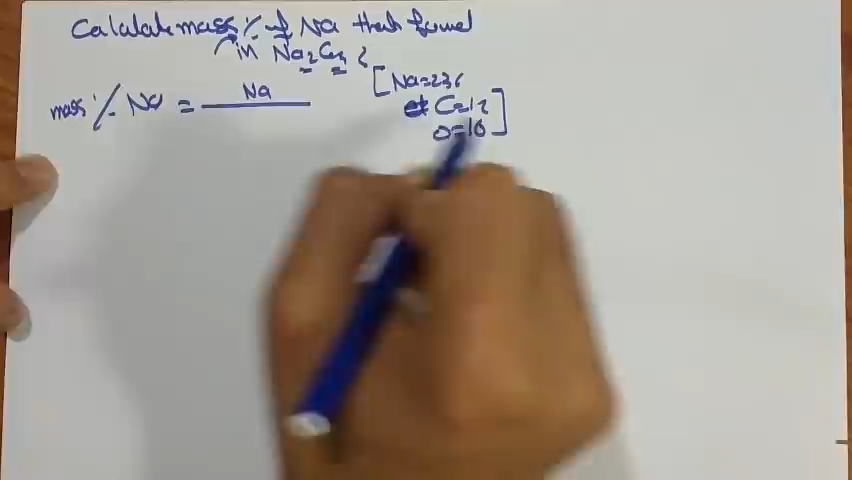 Calculate mass % of Na that formed
in Na2CO3 ?
[Na=23,
C=12
O=16]
mass % Na = Na